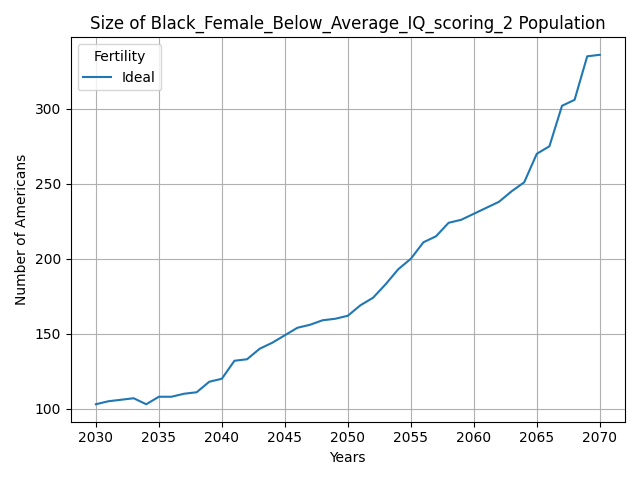 Size of Black_Female_Below_Average_IQ_scoring_2 Population
Fertility
Ideal
Number of Americans
300
250
200
150
100
2030 2035 2040 2045 2050 2055 2060 2065 2070
Years